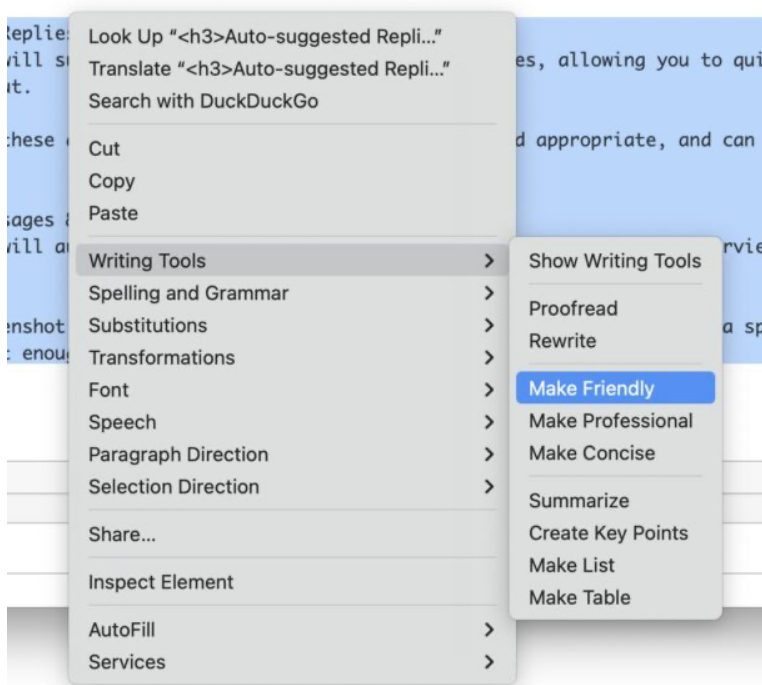 Replies
Look Up “<h3>Auto-suggested Repli...”
will
es, allowing you to
Translate “<h3>Auto-suggested Repli...”
Search with DuckDuckGo
these
d appropriate, and can
Cut
Copy
Paste
Writing Tools
Show Writing Tools
Spelling and Grammar
Proofread
Substitutions
Rewrite
Transformations
Font
Make Friendly
Speech
Make Professional
Paragraph Direction
Make Concise
Selection Direction
Summarize
Share...
Create Key Points
Make List
Inspect Element
Make Table
AutoFill
Services